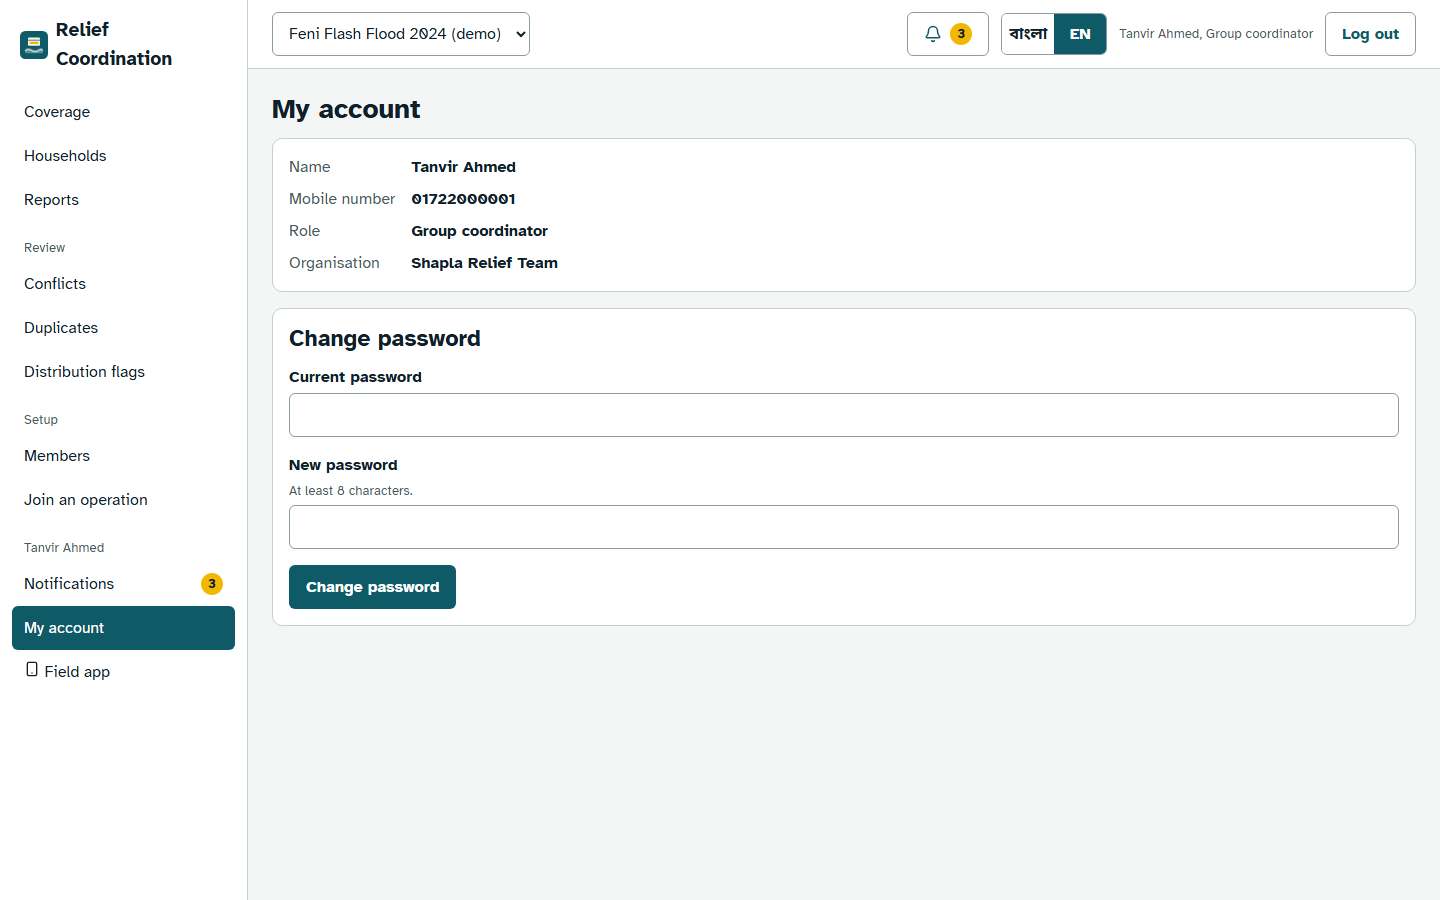 Relief
Coordination
Coverage
Households
Reports
Review
Conflicts
Duplicates
Distribution flags
Setup
Members
Join an operation
Tanvir Ahmed
Notifications 3
My account
Field app
Feni Flash Flood 2024 (demo)
3
বাংলা EN
Tanvir Ahmed, Group coordinator
Log out
My account
Name Tanvir Ahmed
Mobile number 01722000001
Role Group coordinator
Organisation Shapla Relief Team
Change password
Current password
New password
At least 8 characters.
Change password